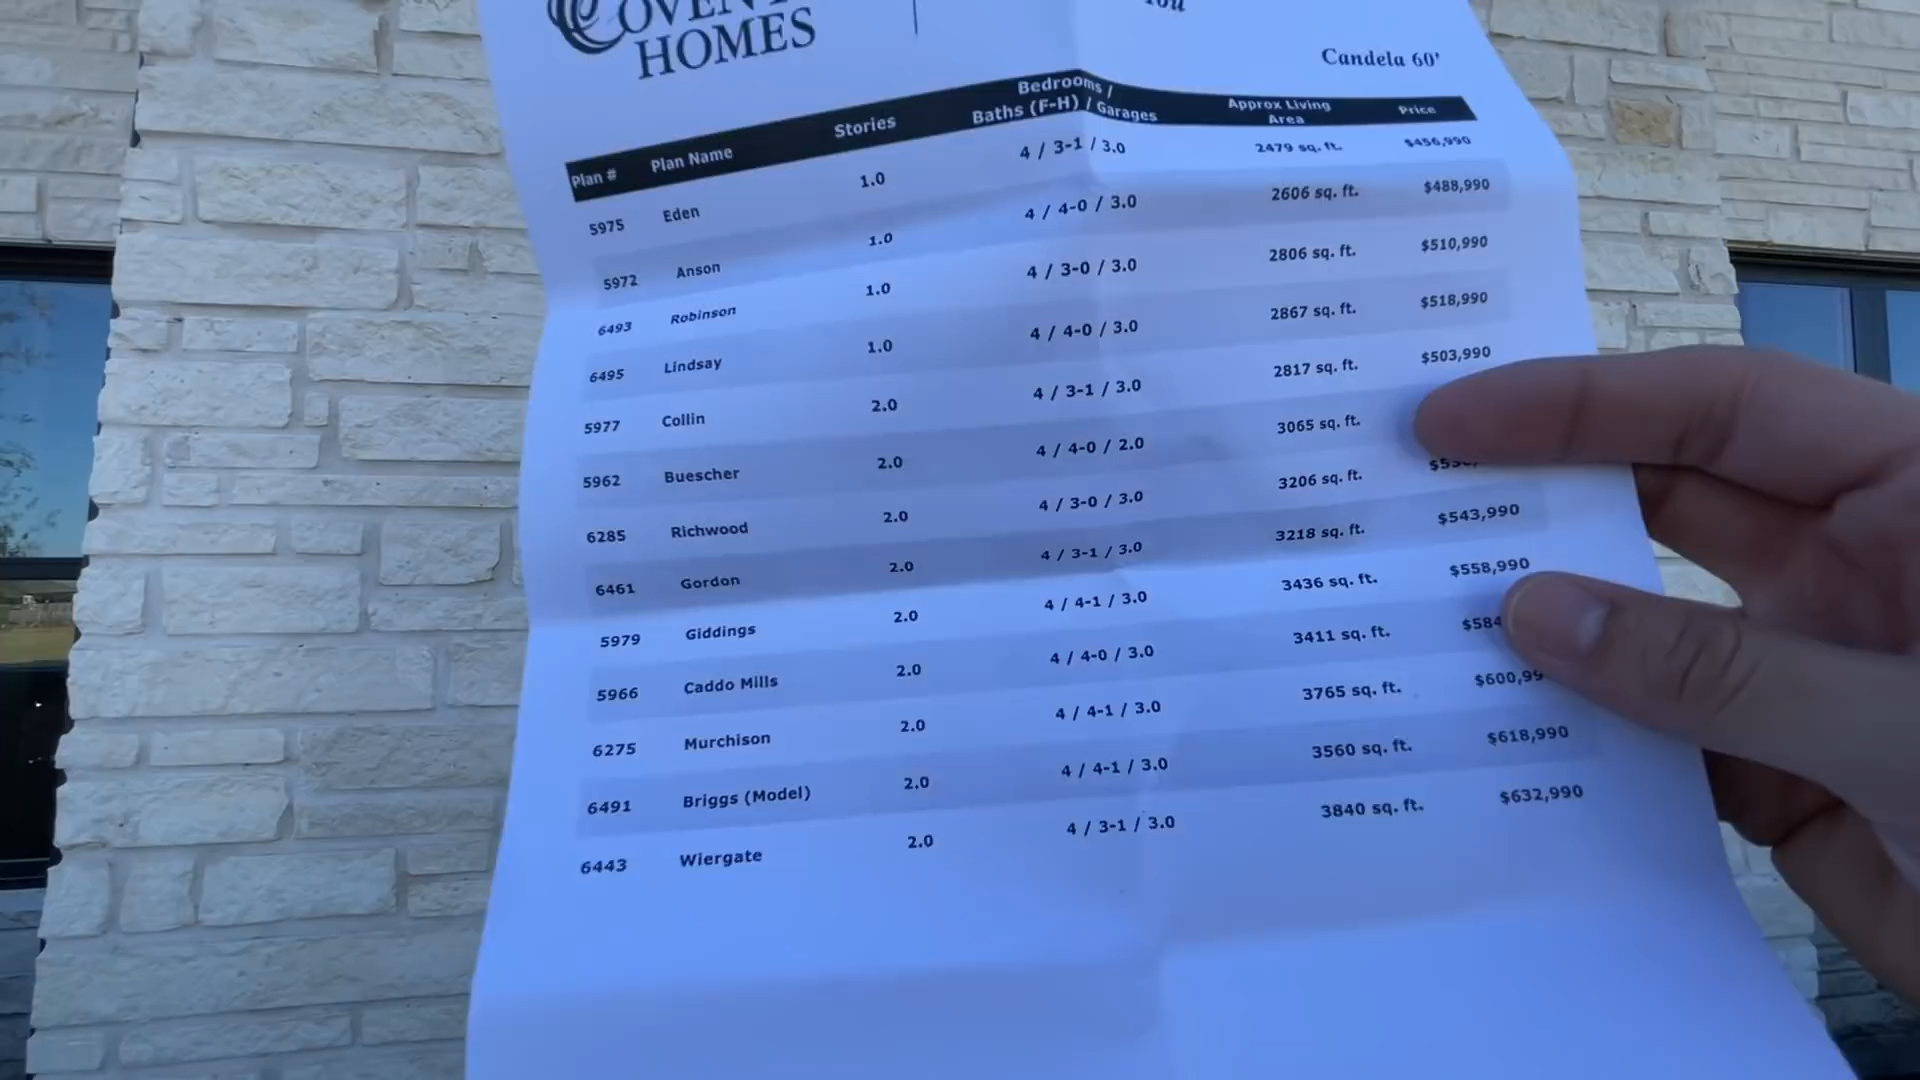 HOMES
Candela 60'
Plan # Plan Name Stories Bedrooms / Baths (F-H) / Garages Approx Living Area Price
5975 Eden 1.0 4 / 3-1 / 3.0 2479 sq. ft. $456,990
5972 Anson 1.0 4 / 4-0 / 3.0 2606 sq. ft. $488,990
6493 Robinson 1.0 4 / 3-0 / 3.0 2806 sq. ft. $510,990
6495 Lindsay 1.0 4 / 4-0 / 3.0 2867 sq. ft. $518,990
5977 Collin 2.0 4 / 3-1 / 3.0 2817 sq. ft. $503,990
5962 Buescher 2.0 4 / 4-0 / 2.0 3065 sq. ft.
6285 Richwood 2.0 4 / 3-0 / 3.0 3206 sq. ft.
6461 Gordon 2.0 4 / 3-1 / 3.0 3218 sq. ft. $543,990
5979 Giddings 2.0 4 / 4-1 / 3.0 3436 sq. ft. $558,990
5966 Caddo Mills 2.0 4 / 4-0 / 3.0 3411 sq. ft. $584
6275 Murchison 2.0 4 / 4-1 / 3.0 3765 sq. ft. $600,99
6491 Briggs (Model) 2.0 4 / 4-1 / 3.0 3560 sq. ft. $618,990
6443 Wiergate 2.0 4 / 3-1 / 3.0 3840 sq. ft. $632,990